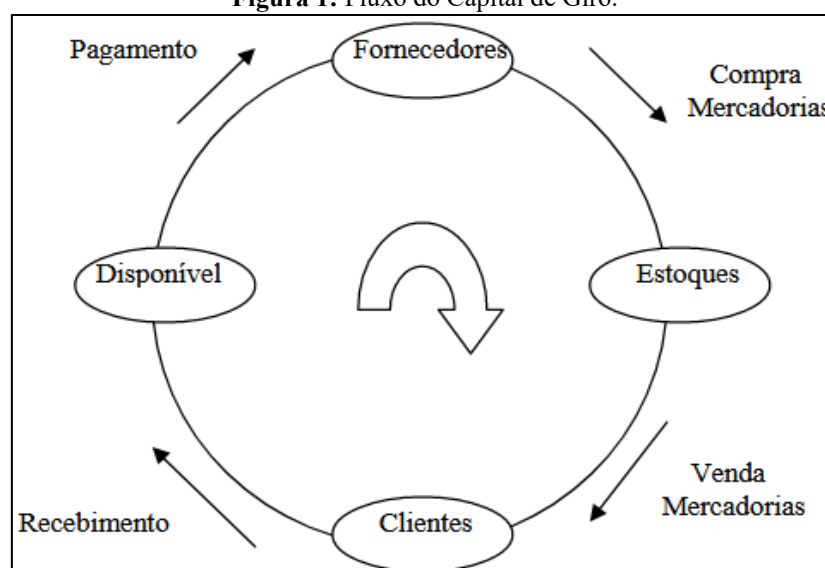 Figura 1: Fluxo do Capital de Giro.
Pagamento
Fornecedores
Compra
Mercadorias
Disponível
Estoques
Venda
Mercadorias
Recebimento
Clientes